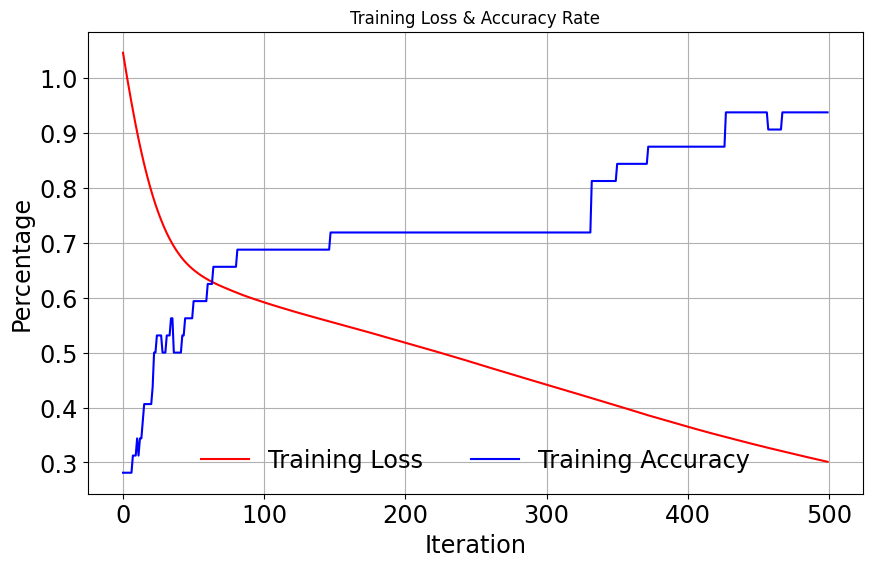 Training Loss & Accuracy Rate
1.0
0.9
0.8
0.7
0.6
0.5
0.4
0.3
Percentage
Training Loss
Training Accuracy
0 100 200 300 400 500
Iteration